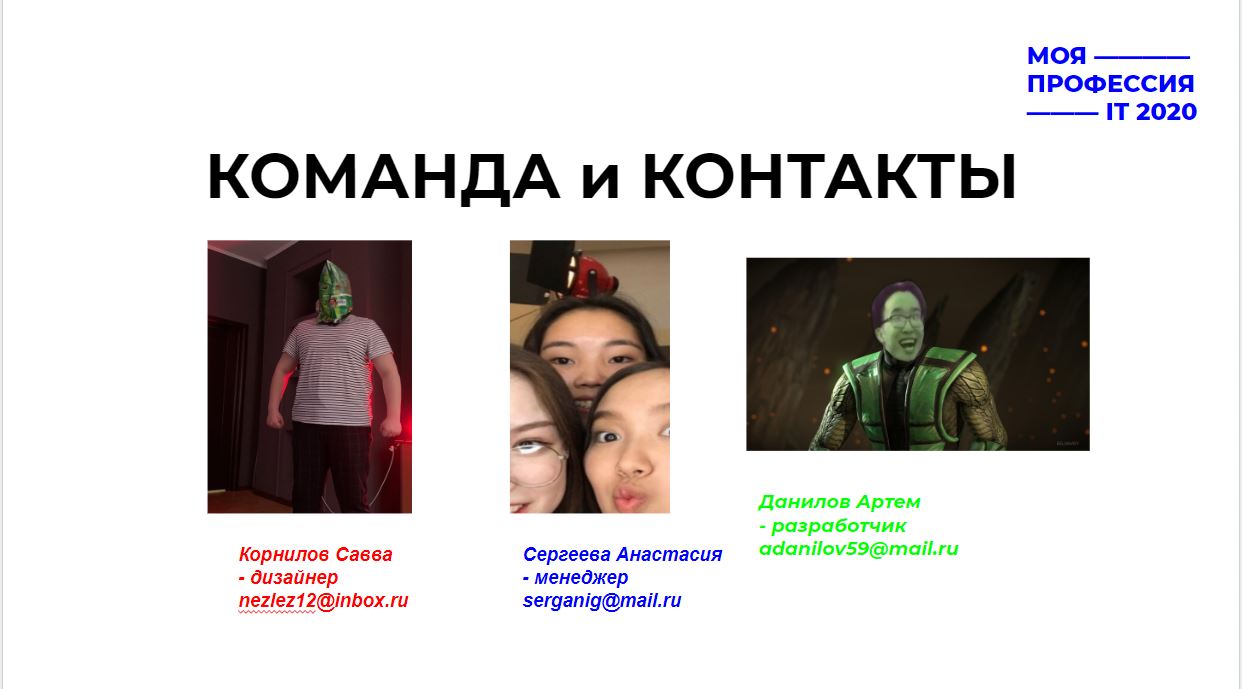 МОЯ ————
ПРОФЕССИЯ
——— IT 2020
КОМАНДА и КОНТАКТЫ
Корнилов Савва
- дизайнер
nezlez12@inbox.ru
Сергеева Анастасия
- менеджер
serganig@mail.ru
Данилов Артем
- разработчик
adanilov59@mail.ru